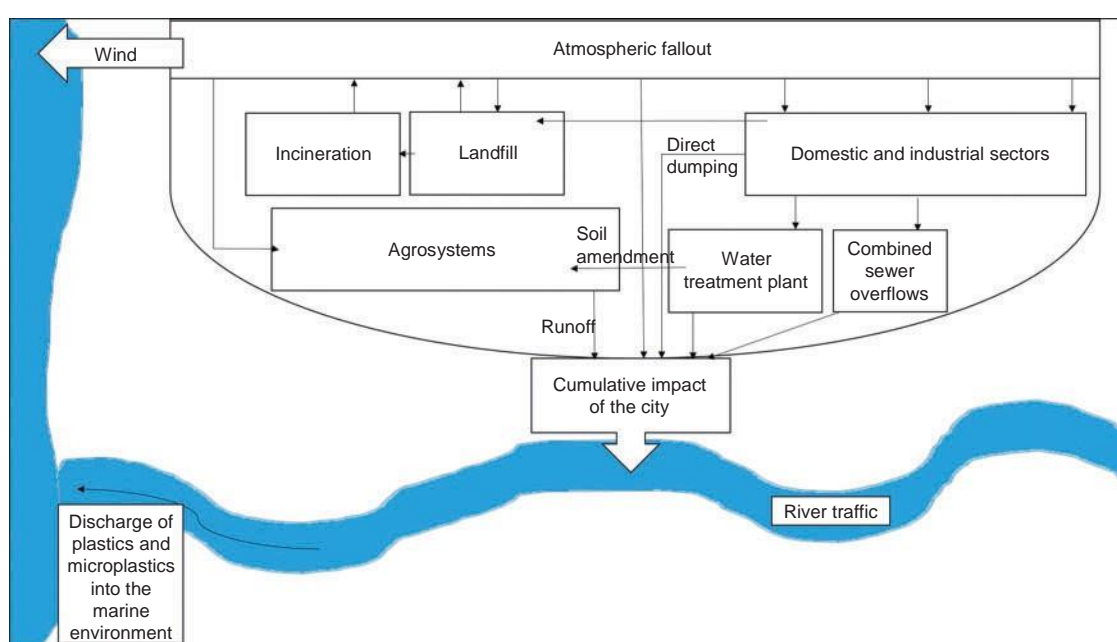 Atmospheric fallout
Wind
Incineration
Landfill
Direct
dumping
Domestic and industrial sectors
Agrosystems
Soil
amendment
Water
treatment plant
Combined
sewer
overflows
Runoff
Cumulative impact
of the city
River traffic
Discharge of
plastics and
microplastics
into the
marine
environment